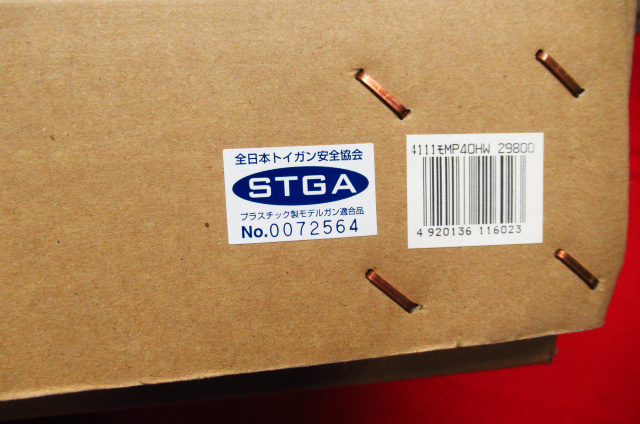 全日本トイガン安全協会
STGA
プラスチック製モデルガン適合品
No.0072564
4111モMP40HW 29800
4 920136 116023